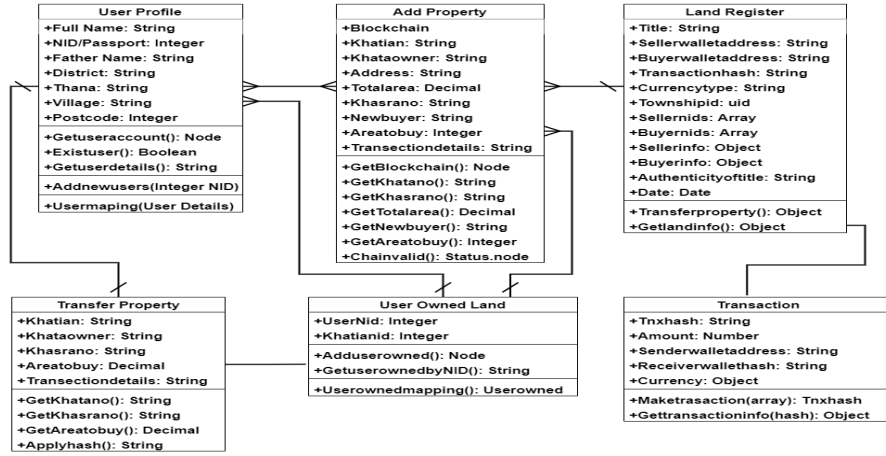 User Profile
+Full Name: String
+NID/Passport: Integer
+Father Name: String
+District: String
+Thana: String
+Village: String
+Postcode: Integer
+Getuseraccount(): Node
+Existuser(): Boolean
+Getuserdetails(): String
+Addnewusers(Integer NID)
+Usermaping(User Details)
Add Property
+Blockchain
+Khatian: String
+Khataowner: String
+Address: String
+Totalarea: Decimal
+Khasrano: String
+Newbuyer: String
+Areatobuy: Integer
+Transectiondetails: String
+GetBlockchain(): Node
+GetKhatano(): String
+GetKhasrano(): String
+GetTotalarea(): Decimal
+GetNewbuyer(): String
+GetAreatobuy(): Integer
+Chainvalid(): Status.node
Land Register
+Title: String
+Sellerwalletaddress: String
+Buyerwalletaddress: String
+Transactionhash: String
+Currencytype: String
+Townshipid: uid
+Sellernids: Array
+Buyernids: Array
+Sellerinfo: Object
+Buyerinfo: Object
+Authenticityoftitle: String
+Date: Date
+Transferproperty(): Object
+Getlandinfo(): Object
Transfer Property
+Khatian: String
+Khataowner: String
+Khasrano: String
+Areatobuy: Decimal
+Transectiondetails: String
+GetKhatano(): String
+GetKhasrano(): String
+GetAreatobuy(): Decimal
+Applyhash(): String
User Owned Land
+UserNid: Integer
+Khatianid: Integer
+Adduserowned(): Node
+GetuserownedbyNID(): String
+Userownedmapping(): Userowned
Transaction
+Tnxhash: String
+Amount: Number
+Senderwalletaddress: String
+Receiverwallethash: String
+Currency: Object
+Maketrasaction(array): Tnxhash
+Gettransactioninfo(hash): Object